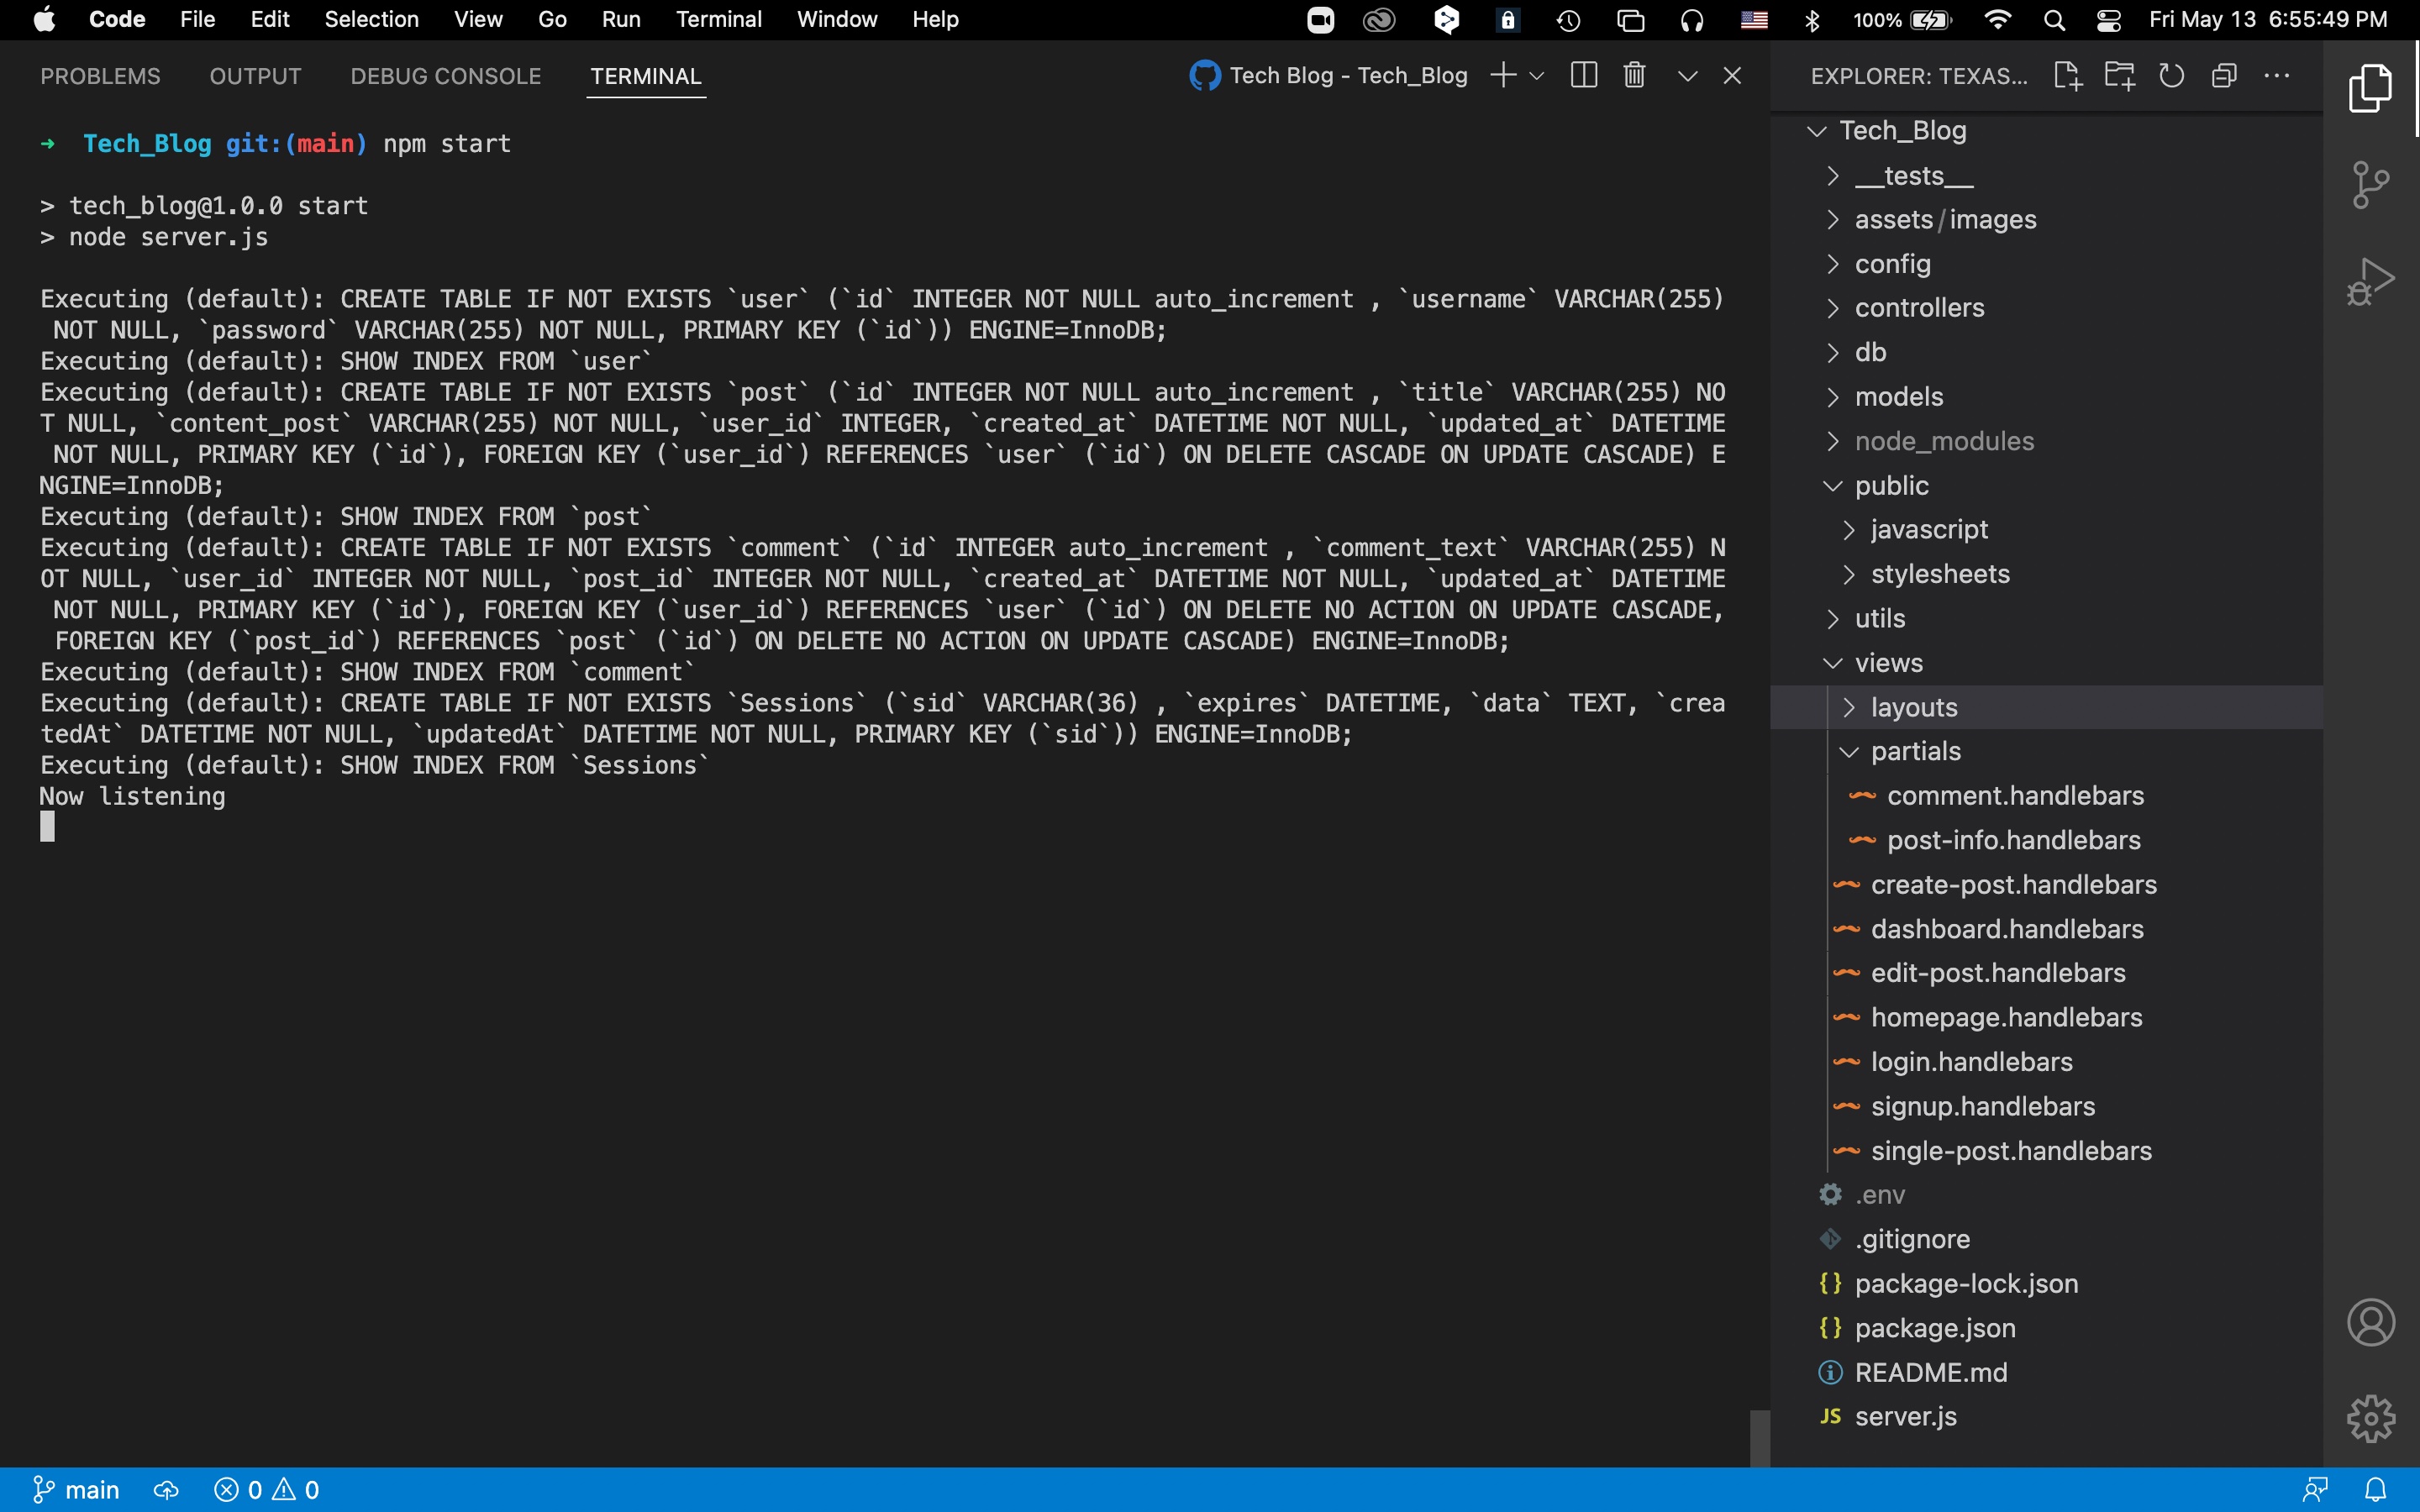 Code File Edit Selection View Go Run Terminal Window Help 100% Fri May 13 6:55:49 PM
PROBLEMS OUTPUT DEBUG CONSOLE TERMINAL Tech Blog - Tech_Blog
➜ Tech_Blog git:(main) npm start
> tech_blog@1.0.0 start
> node server.js
Executing (default): CREATE TABLE IF NOT EXISTS `user` (`id` INTEGER NOT NULL auto_increment , `username` VARCHAR(255)
NOT NULL, `password` VARCHAR(255) NOT NULL, PRIMARY KEY (`id`)) ENGINE=InnoDB;
Executing (default): SHOW INDEX FROM `user`
Executing (default): CREATE TABLE IF NOT EXISTS `post` (`id` INTEGER NOT NULL auto_increment , `title` VARCHAR(255) NO
T NULL, `content_post` VARCHAR(255) NOT NULL, `user_id` INTEGER, `created_at` DATETIME NOT NULL, `updated_at` DATETIME
NOT NULL, PRIMARY KEY (`id`), FOREIGN KEY (`user_id`) REFERENCES `user` (`id`) ON DELETE CASCADE ON UPDATE CASCADE) E
NGINE=InnoDB;
Executing (default): SHOW INDEX FROM `post`
Executing (default): CREATE TABLE IF NOT EXISTS `comment` (`id` INTEGER auto_increment , `comment_text` VARCHAR(255) N
OT NULL, `user_id` INTEGER NOT NULL, `post_id` INTEGER NOT NULL, `created_at` DATETIME NOT NULL, `updated_at` DATETIME
NOT NULL, PRIMARY KEY (`id`), FOREIGN KEY (`user_id`) REFERENCES `user` (`id`) ON DELETE NO ACTION ON UPDATE CASCADE,
FOREIGN KEY (`post_id`) REFERENCES `post` (`id`) ON DELETE NO ACTION ON UPDATE CASCADE) ENGINE=InnoDB;
Executing (default): SHOW INDEX FROM `comment`
Executing (default): CREATE TABLE IF NOT EXISTS `Sessions` (`sid` VARCHAR(36) , `expires` DATETIME, `data` TEXT, `crea
tedAt` DATETIME NOT NULL, `updatedAt` DATETIME NOT NULL, PRIMARY KEY (`sid`)) ENGINE=InnoDB;
Executing (default): SHOW INDEX FROM `Sessions`
Now listening
EXPLORER: TEXAS...
Tech_Blog
__tests__
assets/images
config
controllers
db
models
node_modules
public
javascript
stylesheets
utils
views
layouts
partials
comment.handlebars
post-info.handlebars
create-post.handlebars
dashboard.handlebars
edit-post.handlebars
homepage.handlebars
login.handlebars
signup.handlebars
single-post.handlebars
.env
.gitignore
{} package-lock.json
{} package.json
README.md
JS server.js
main 0 0